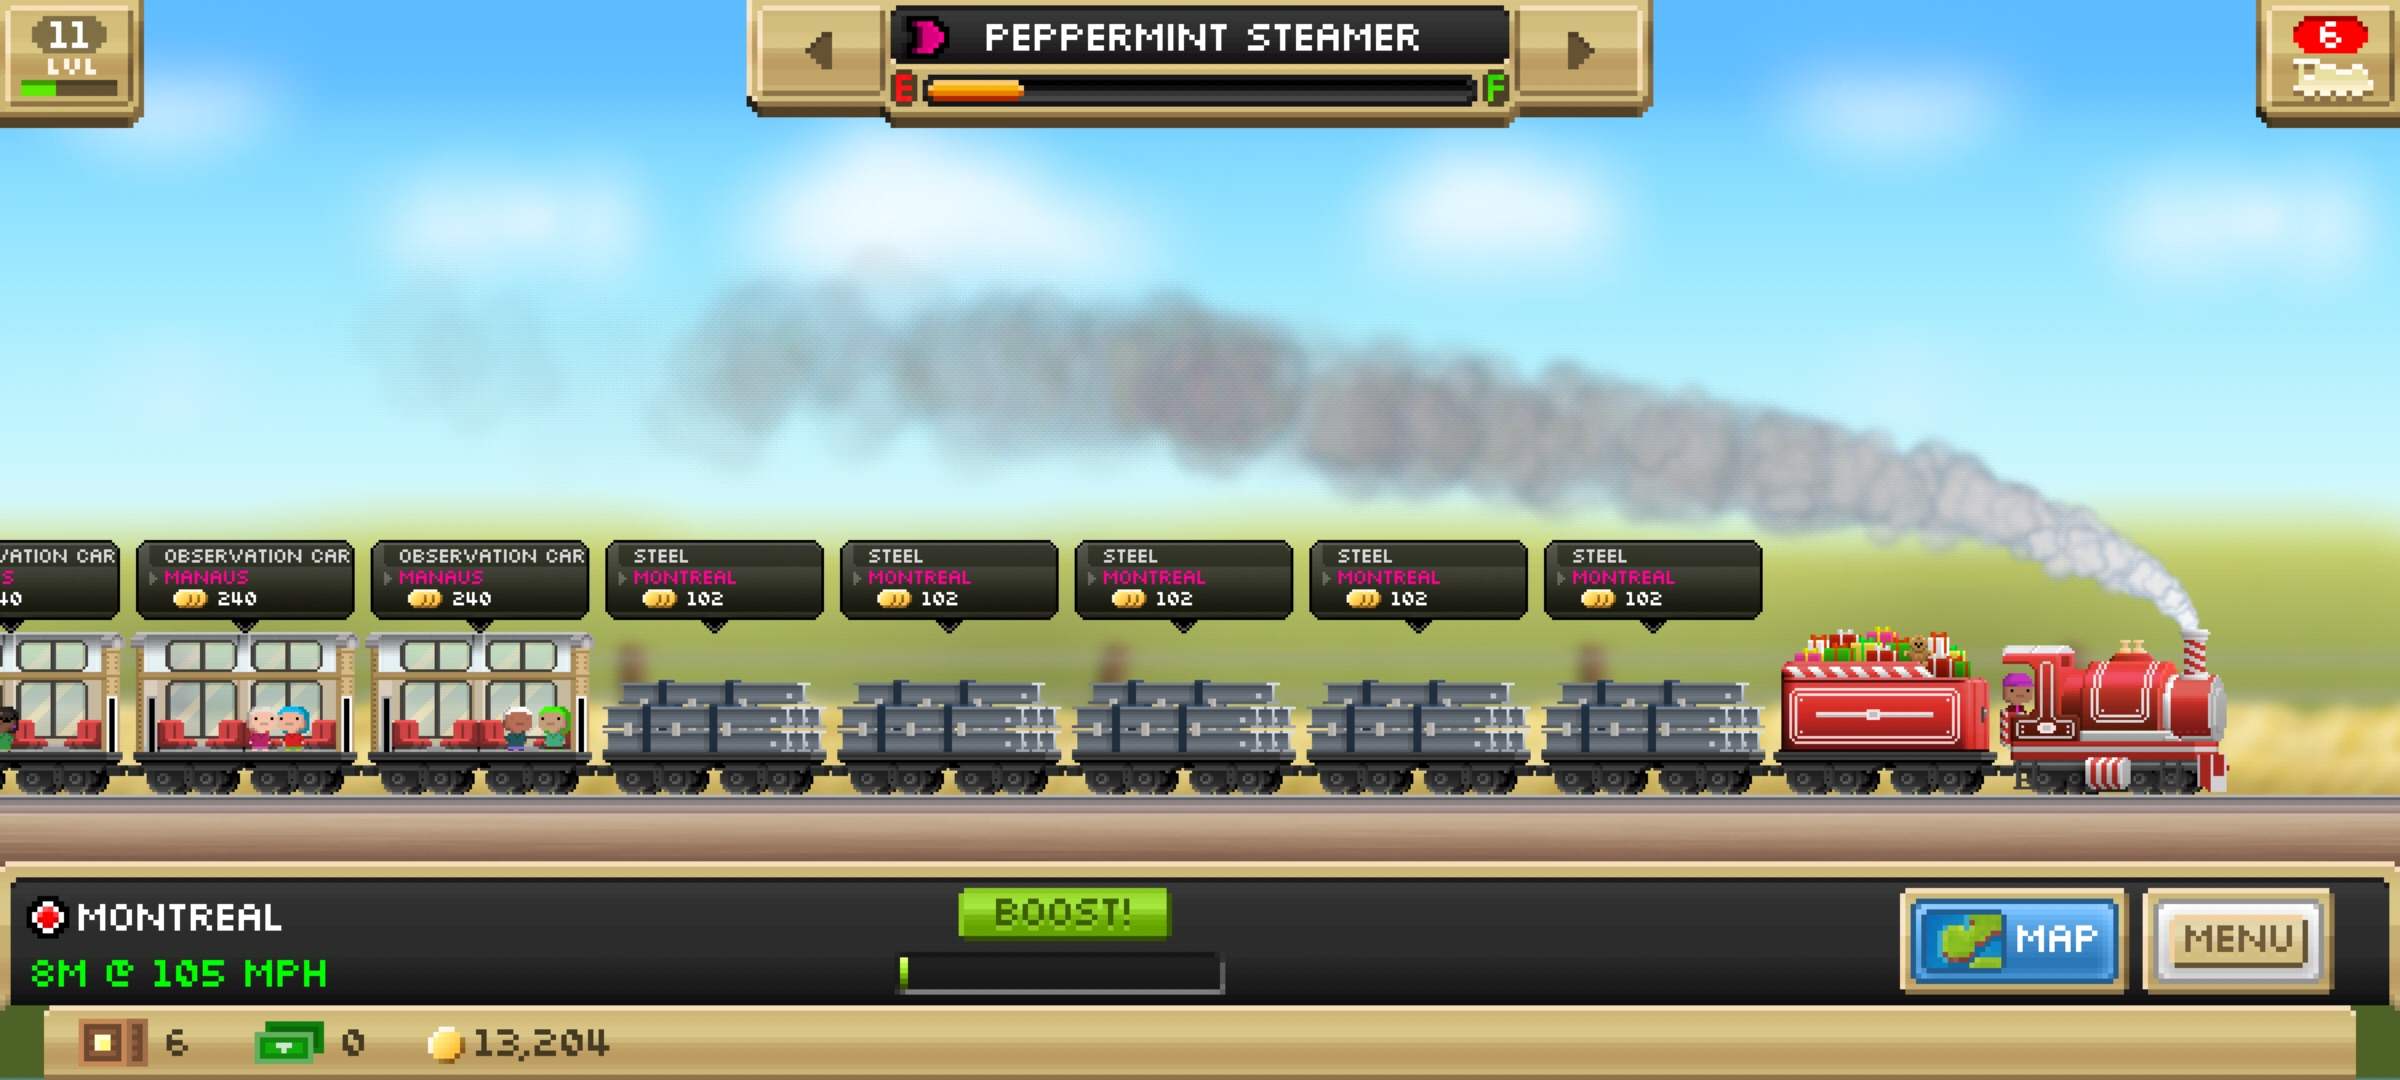 11
LVL
PEPPERMINT STEAMER
E F
6
VATION CAR
S
40
OBSERVATION CAR
MANAUS
240
OBSERVATION CAR
MANAUS
240
STEEL
MONTREAL
102
STEEL
MONTREAL
102
STEEL
MONTREAL
102
STEEL
MONTREAL
102
STEEL
MONTREAL
102
MONTREAL
8M @ 105 MPH
BOOST!
MAP
MENU
6 0 13,204